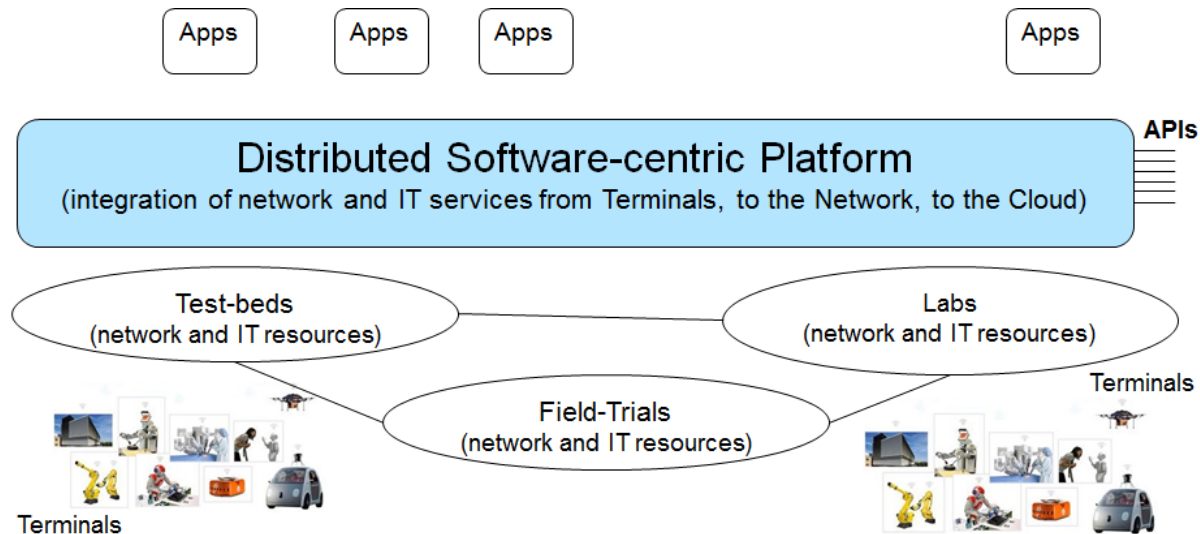 Apps
Apps
Apps
Apps
APIs
Distributed Software-centric Platform
(integration of network and IT services from Terminals, to the Network, to the Cloud)
Test-beds
(network and IT resources)
Labs
(network and IT resources)
Terminals
Field-Trials
(network and IT resources)
Terminals